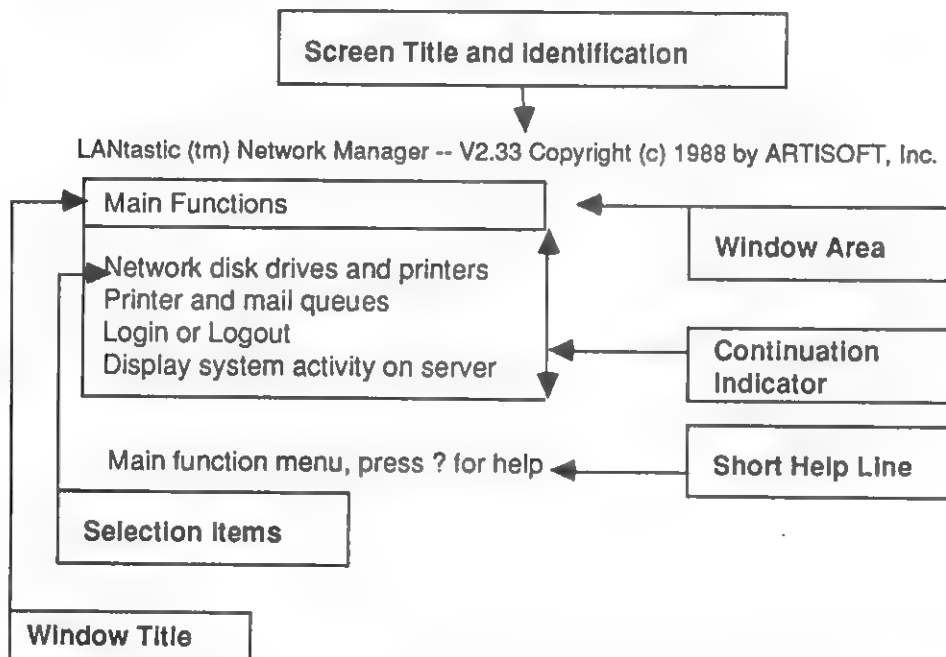 Screen Title and Identification
LANtastic (tm) Network Manager -- V2.33 Copyright (c) 1988 by ARTISOFT, Inc.
Main Functions
Window Area
Network disk drives and printers
Printer and mail queues
Login or Logout
Display system activity on server
Continuation
Indicator
Main function menu, press ? for help
Short Help Line
Selection Items
Window Title